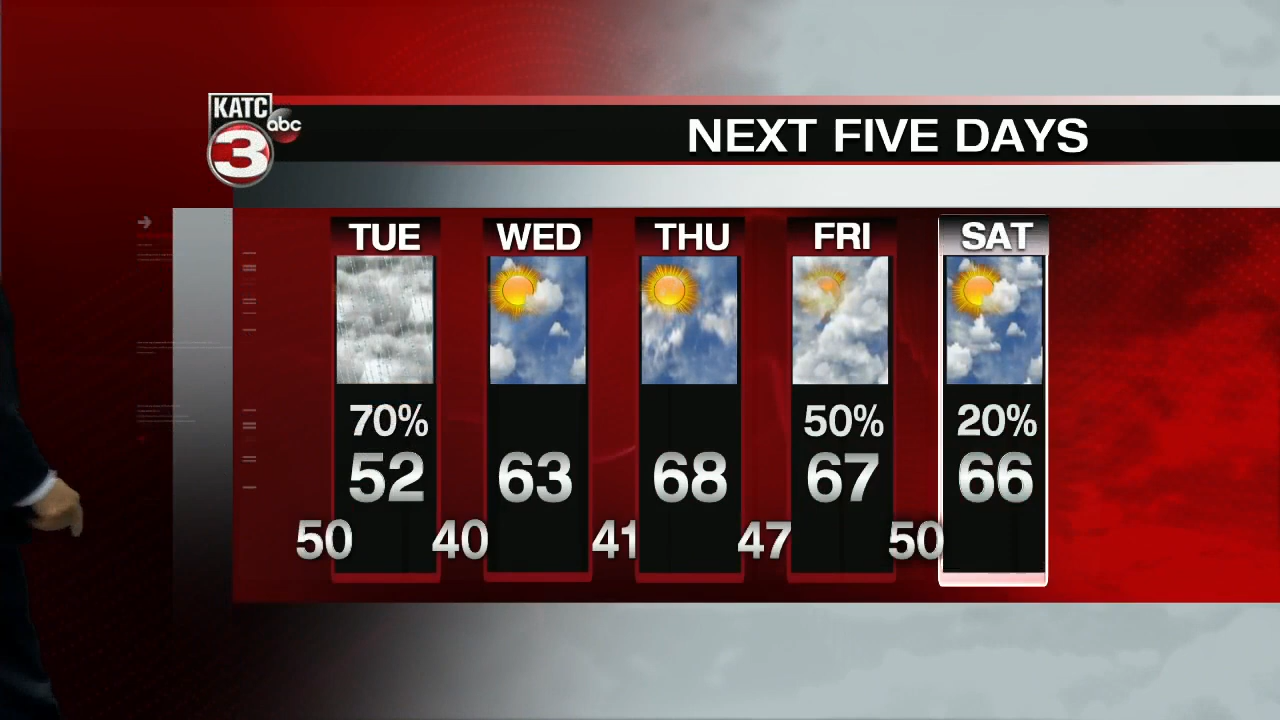 KATC
abc
3
NEXT FIVE DAYS
TUE WED THU FRI SAT
70% 50% 20%
52 63 68 67 66
50 40 41 47 50